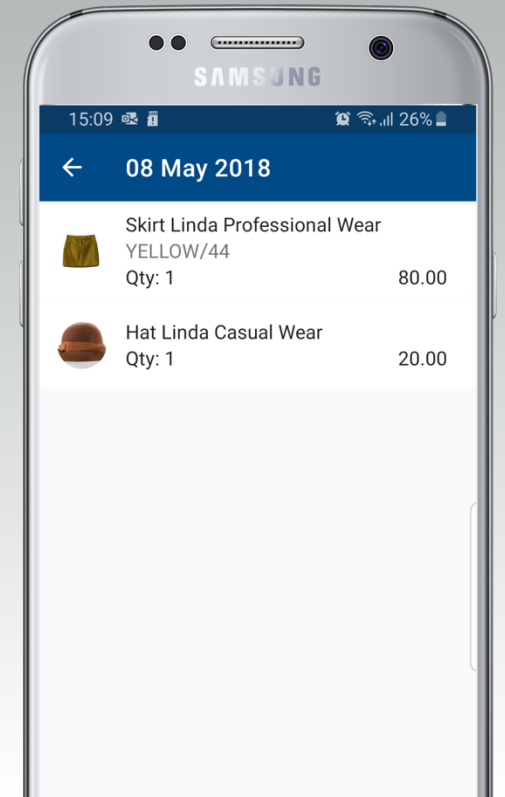 SAMSUNG
15:09 26%
08 May 2018
Skirt Linda Professional Wear
YELLOW/44
Qty: 1 80.00
Hat Linda Casual Wear
Qty: 1 20.00